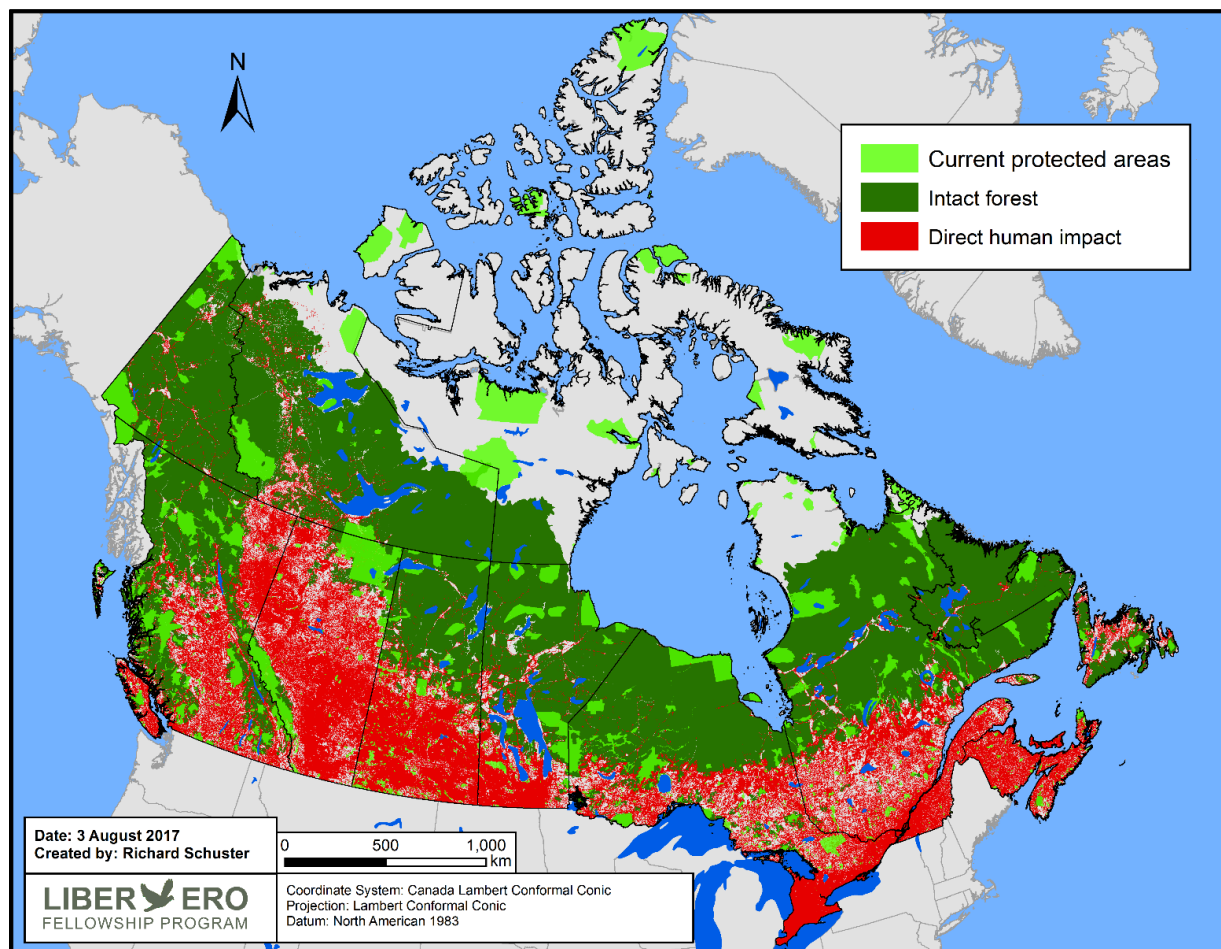 N
Current protected areas
Intact forest
Direct human impact
Date: 3 August 2017
Created by: Richard Schuster
0 500 1,000
km
LIBER ERO
FELLOWSHIP PROGRAM
Coordinate System: Canada Lambert Conformal Conic
Projection: Lambert Conformal Conic
Datum: North American 1983